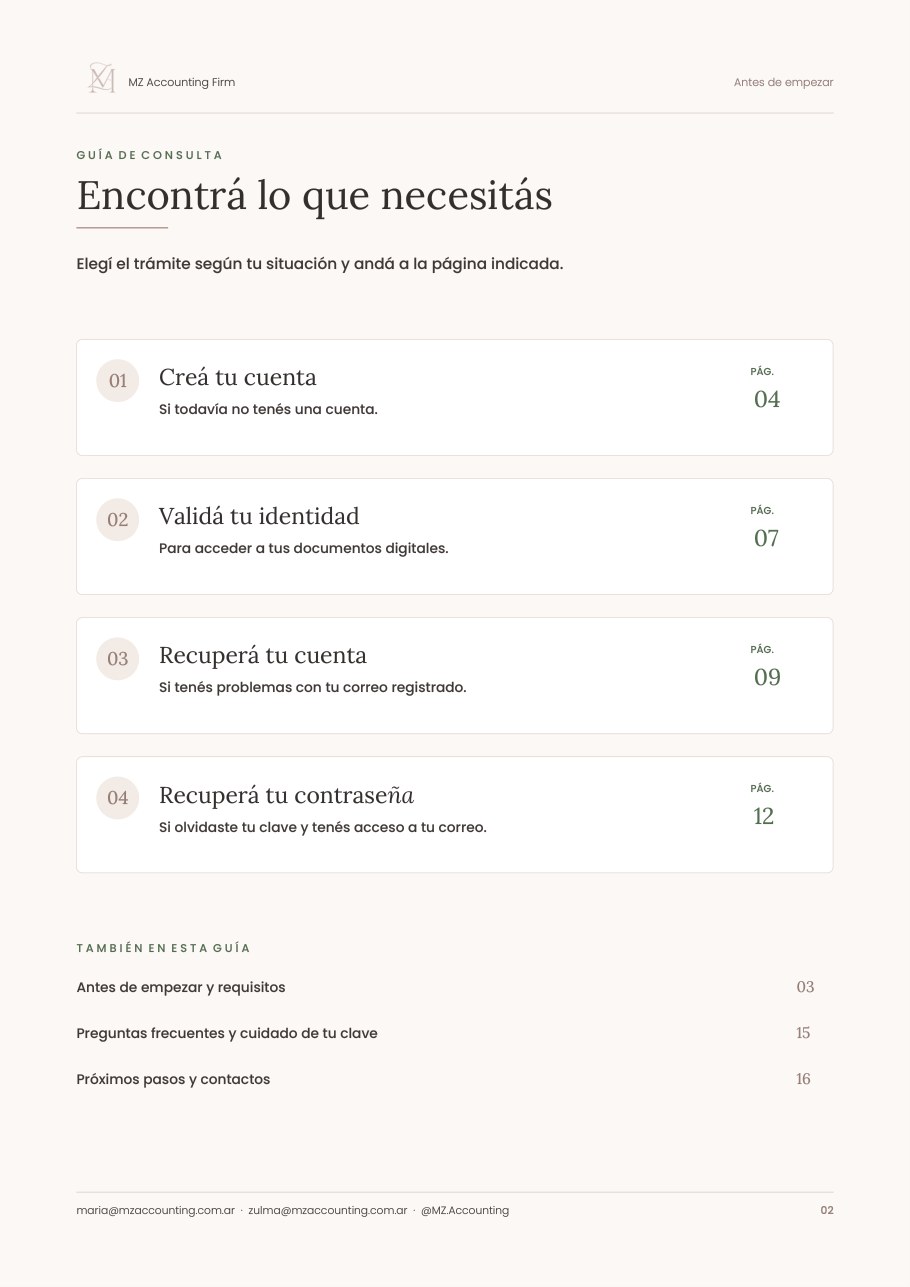 MZ Accounting Firm
Antes de empezar
GUÍA DE CONSULTA
Encontrá lo que necesitás
Elegí el trámite según tu situación y andá a la página indicada.
01
Creá tu cuenta
Si todavía no tenés una cuenta.
PÁG.
04
02
Validá tu identidad
Para acceder a tus documentos digitales.
PÁG.
07
03
Recuperá tu cuenta
Si tenés problemas con tu correo registrado.
PÁG.
09
04
Recuperá tu contraseña
Si olvidaste tu clave y tenés acceso a tu correo.
PÁG.
12
TAMBIÉN EN ESTA GUÍA
Antes de empezar y requisitos 03
Preguntas frecuentes y cuidado de tu clave 15
Próximos pasos y contactos 16
maria@mzaccounting.com.ar · zulma@mzaccounting.com.ar · @MZ.Accounting
02